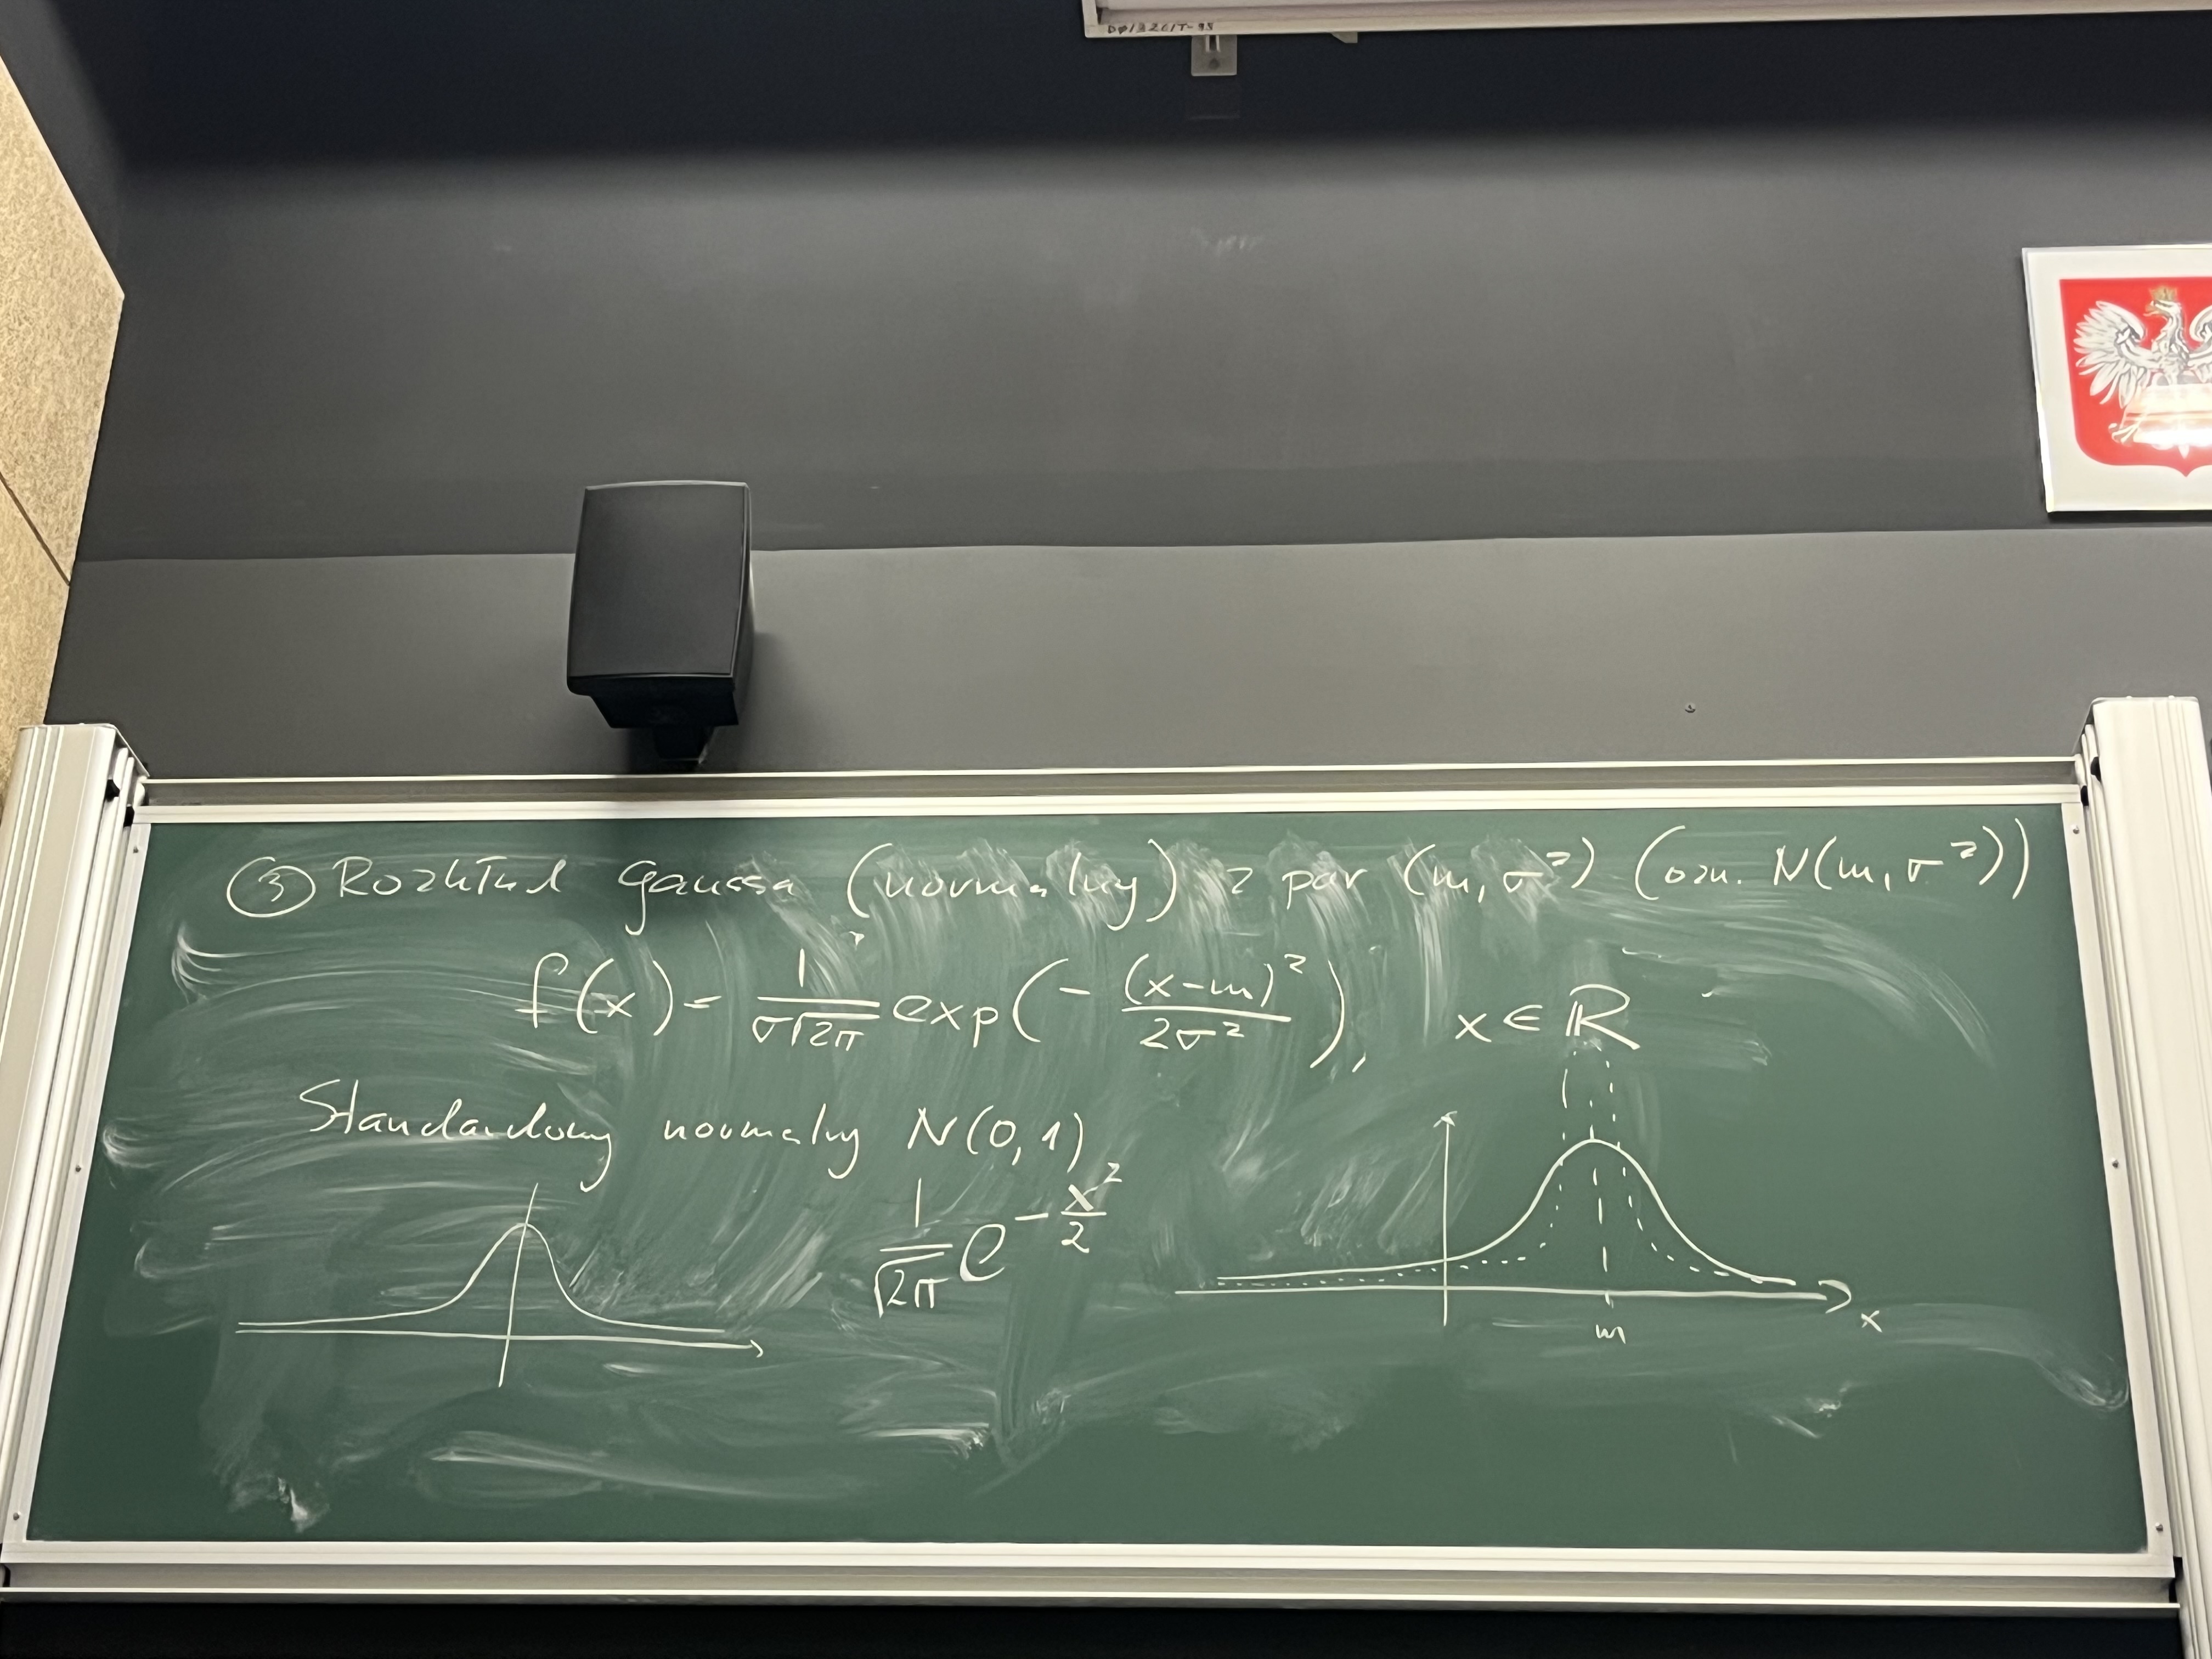 ③ Rozkład Gaussa (normalny) z par (m, σ²) (ozn. N(m, σ²))
f(x) = 1/(σ√2π) exp(- (x-m)²/(2σ²)), x ∈ ℝ
Standardowy normalny N(0,1)
1/√2π e^(-x²/2)
m
x